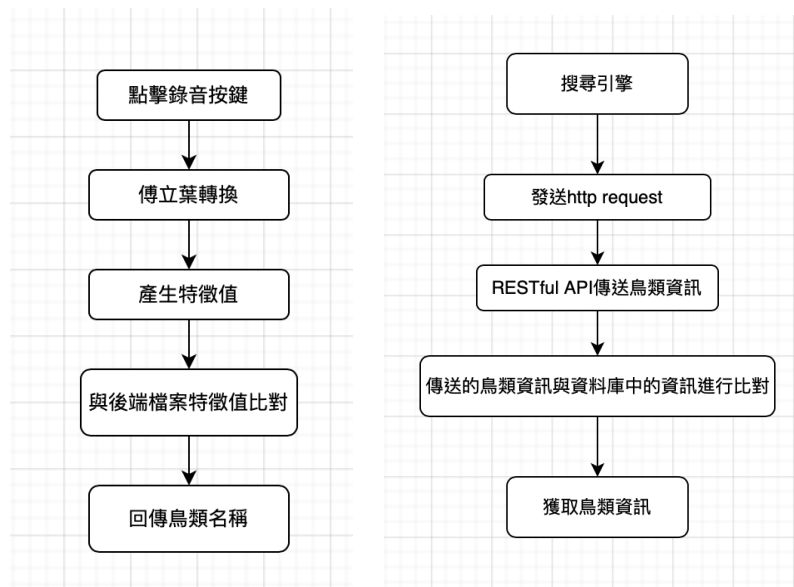 點擊錄音按鍵
傅立葉轉換
產生特徵值
與後端檔案特徵值比對
回傳鳥類名稱
搜尋引擎
發送http request
RESTful API傳送鳥類資訊
傳送的鳥類資訊與資料庫中的資訊進行比對
獲取鳥類資訊